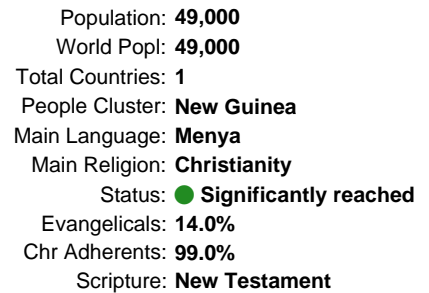 Population: 49,000
World Popl: 49,000
Total Countries: 1
People Cluster: New Guinea
Main Language: Menya
Main Religion: Christianity
Status: Significantly reached
Evangelicals: 14.0%
Chr Adherents: 99.0%
Scripture: New Testament